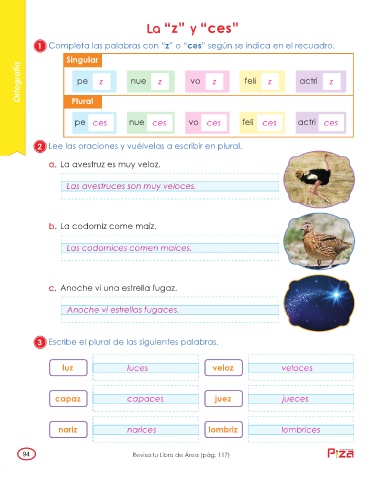 La “z” y “ces”
1 Completa las palabras con “z” o “ces” según se indica en el recuadro.
Ortografía
Singular
pe z nue z vo z feli z actri z
Plural
pe ces nue ces vo ces feli ces actri ces
2 Lee las oraciones y vuélvelas a escribir en plural.
a. La avestruz es muy veloz.
Las avestruces son muy veloces.
b. La codorniz come maíz.
Las codornices comen maíces.
c. Anoche vi una estrella fugaz.
Anoche vi estrellas fugaces.
3 Escribe el plural de las siguientes palabras.
luz luces veloz veloces
capaz capaces juez jueces
nariz narices lombriz lombrices
94 Revisa tu Libro de Área (pág. 117)